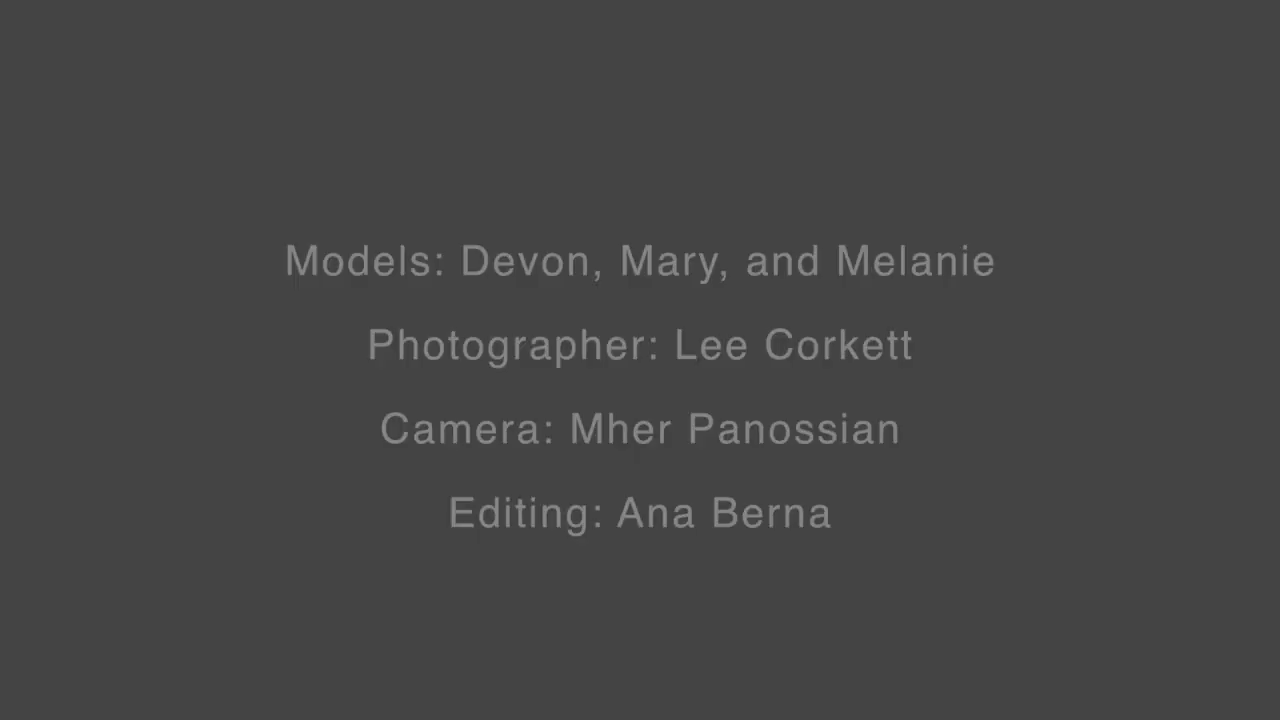 Models: Devon, Mary, and Melanie
Photographer: Lee Corkett
Camera: Mher Panossian
Editing: Ana Berna